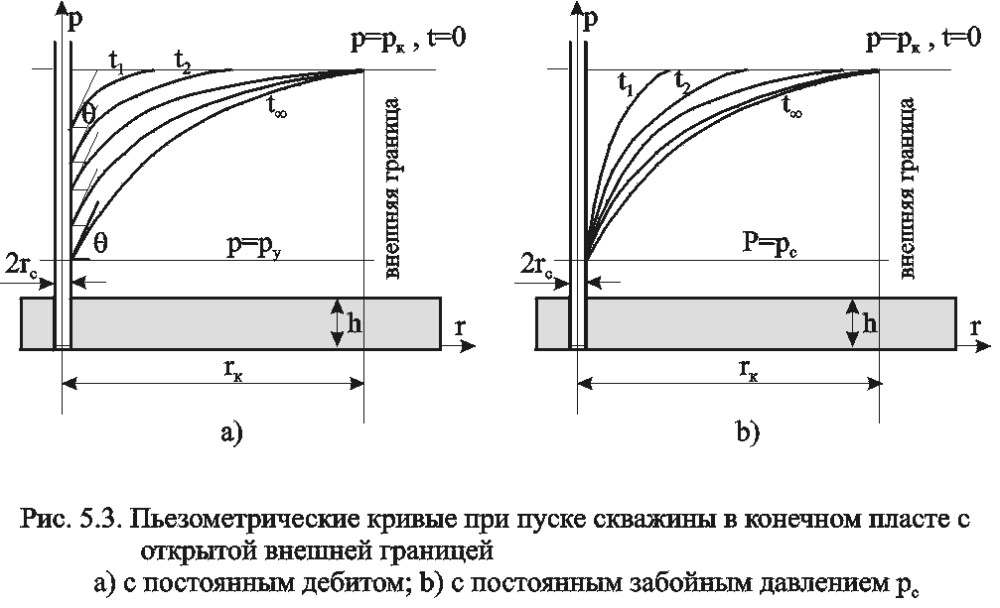 p
p=pк , t=0
t1
t2
θ
t∞
θ
p=pу
внешняя граница
2rс
h
r
rк
a)
p
p=pк , t=0
t1
t2
t∞
P=pс
внешняя граница
2rс
h
r
rк
b)
Рис. 5.3. Пьезометрические кривые при пуске скважины в конечном пласте с
открытой внешней границей
a) с постоянным дебитом; b) с постоянным забойным давлением pс